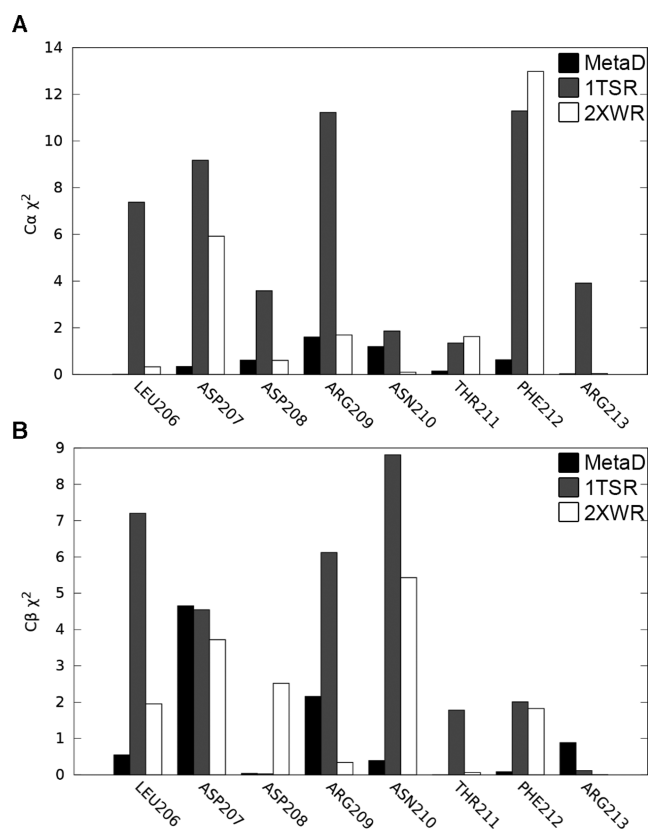 A
14
12
10
8
6
4
2
0
Cα χ²
MetaD
1TSR
2XWR
LEU206
ASP207
ASP208
ARG209
ASN210
THR211
PHE212
ARG213
B
9
8
7
6
5
4
3
2
1
0
Cβ χ²
MetaD
1TSR
2XWR
LEU206
ASP207
ASP208
ARG209
ASN210
THR211
PHE212
ARG213